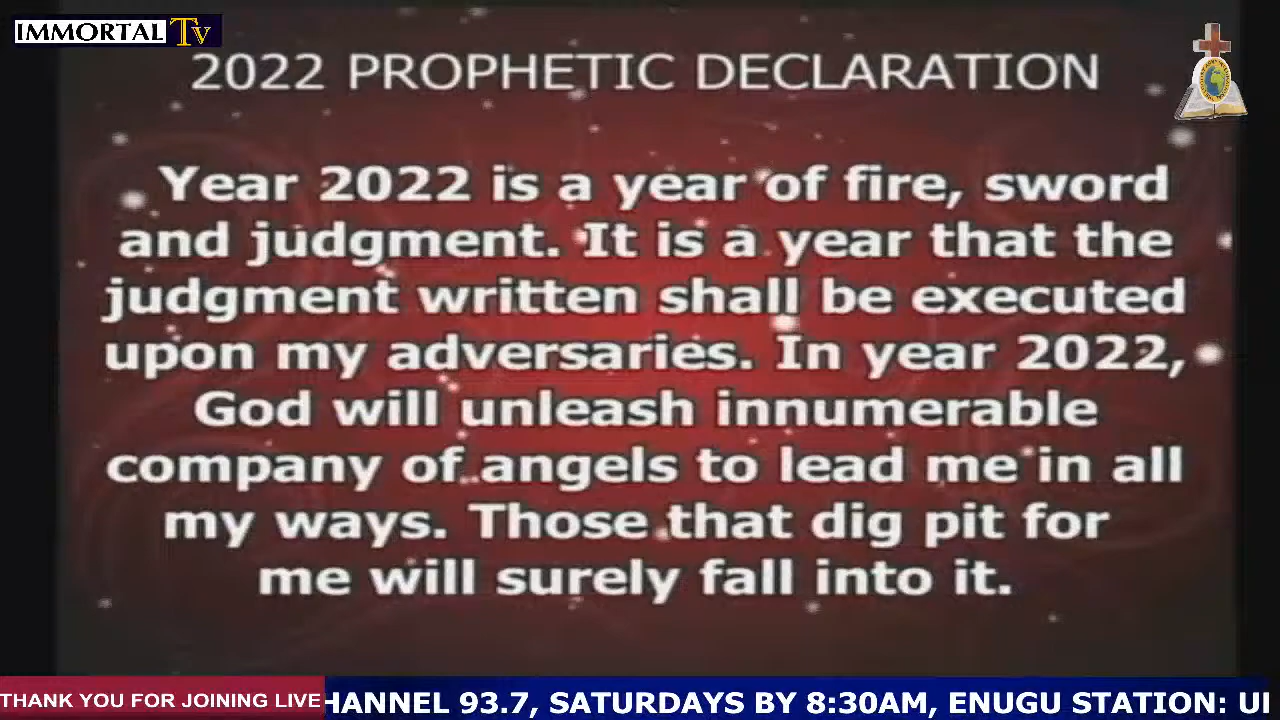 IMMORTAL Tv
2022 PROPHETIC DECLARATION
Year 2022 is a year of fire, sword
and judgment. It is a year that the
judgment written shall be executed
upon my adversaries. In year 2022,
God will unleash innumerable
company of angels to lead me in all
my ways. Those that dig pit for
me will surely fall into it.
THANK YOU FOR JOINING LIVE
HANNEL 93.7, SATURDAYS BY 8:30AM, ENUGU STATION: UI